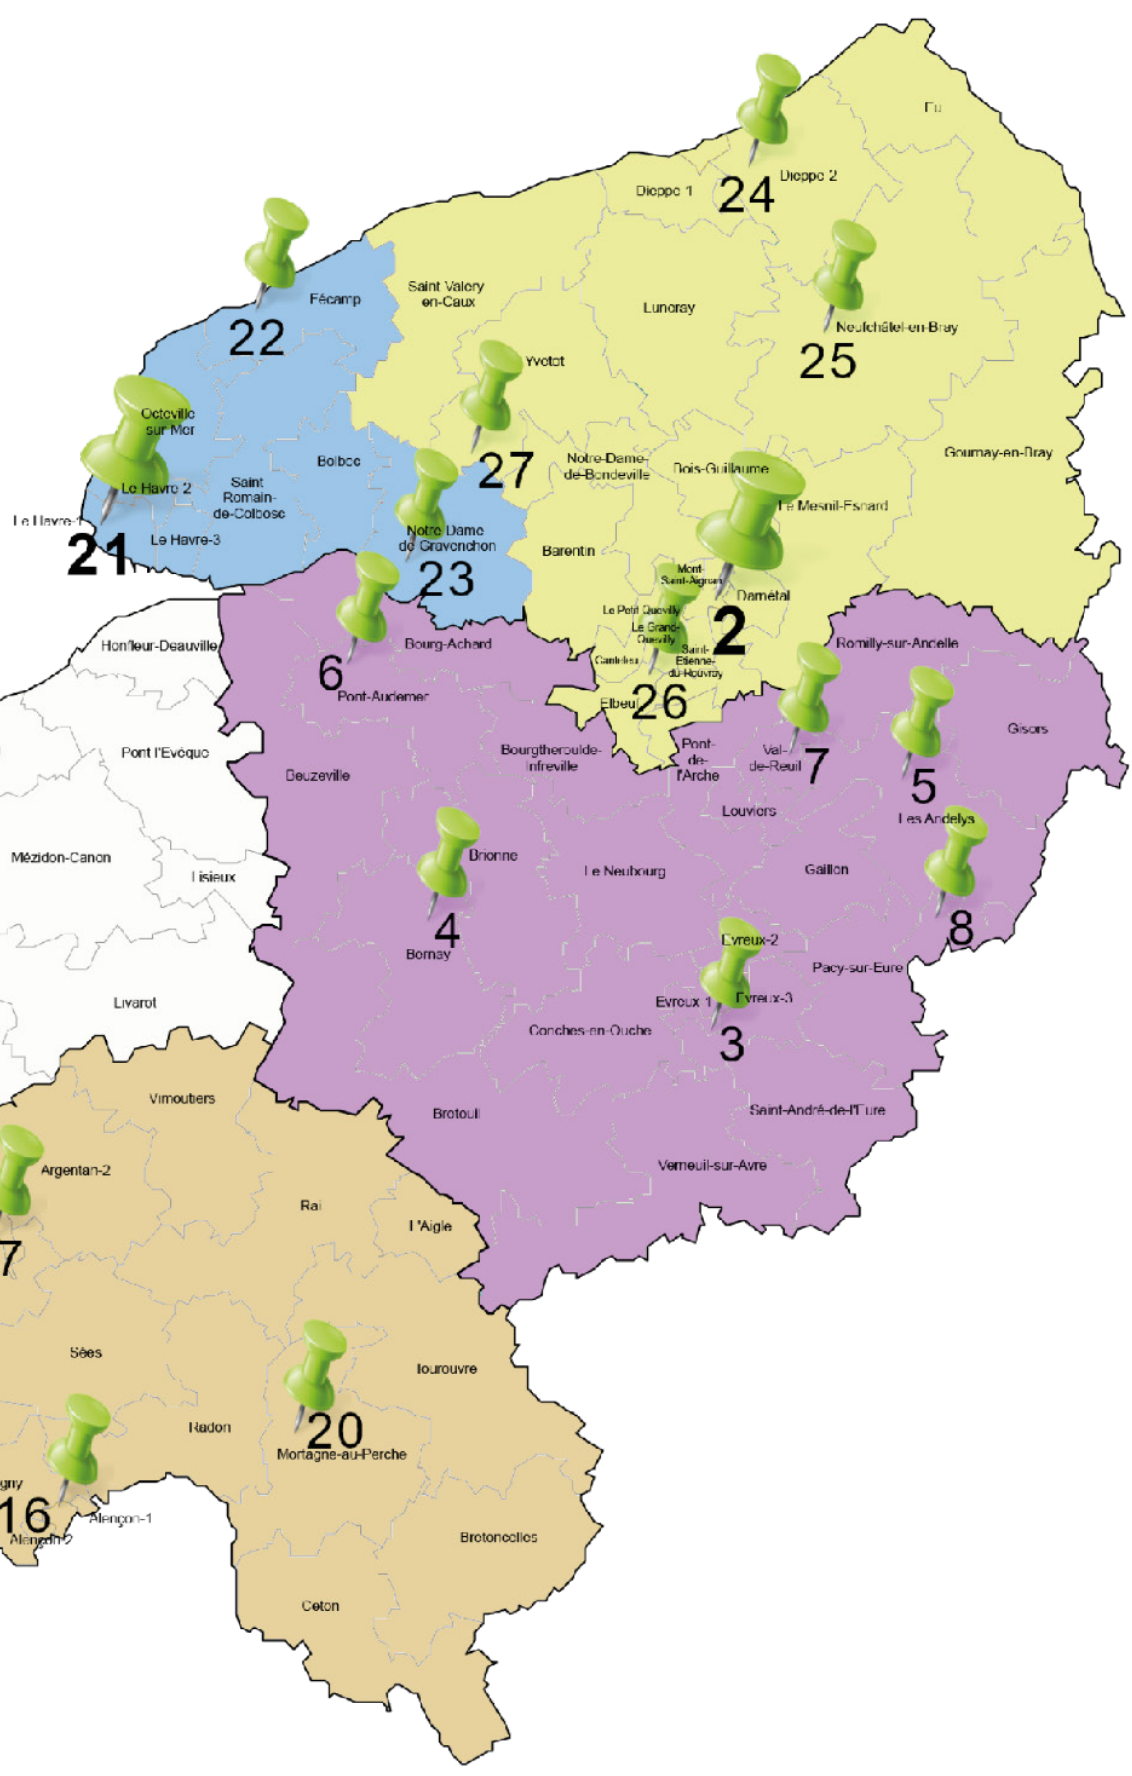 Eu
Dieppe 2
24
Dieppe 1
Fécamp
Saint Valery
en-Caux
Luneray
22
Neufchâtel-en-Bray
25
Yvetot
Octeville
sur Mer
Gournay-en-Bray
Bolbec
27
Notre-Dame-
de-Bondeville
Bois-Guillaume
Le Havre 2
Saint
Romain-
de-Colbosc
Le Mesnil-Esnard
Le Havre-1
Le Havre-3
21
Notre Dame
de Gravenchon
23
Barentin
Mont-
Saint-Aignan
Darnétal
2
Le Petit Quevilly
Le Grand-
Quevilly
Saint-
Etienne-
du-Rouvray
Canteleu
26
Elbeuf
Honfleur-Deauville
6
Bourg-Achard
Romilly-sur-Andelle
Pont-Audemer
Gisors
Pont l'Evêque
Beuzeville
Bourgtheroulde-
Infreville
Pont-
de-
l'Arche
Val-
de-Reuil
7
5
Louviers
Les Andelys
Mézidon-Canon
Lisieux
Brionne
Le Neubourg
Gaillon
4
8
Bernay
Evreux-2
Pacy-sur-Eure
Livarot
Evreux 1
Evreux-3
Conches-en-Ouche
3
Vimoutiers
Breteuil
Saint-André-de-l'Eure
Argentan-2
Verneuil-sur-Avre
Rai
L'Aigle
7
Sées
Tourouvre
Radon
20
Mortagne-au-Perche
gny
16
Alençon-1
Alençon 2
Bretoncelles
Ceton